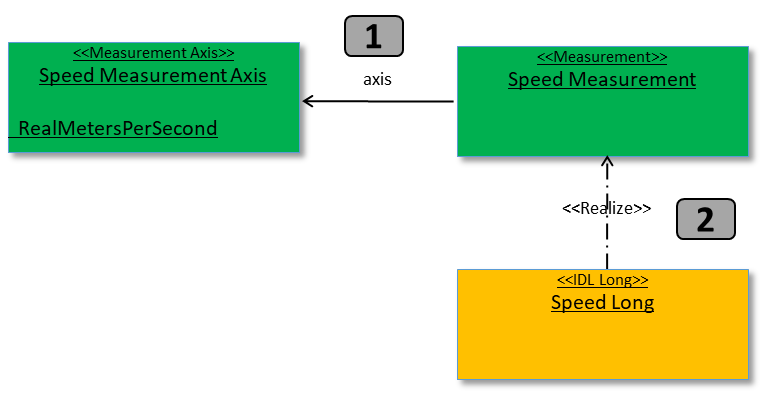 1
<<Measurement Axis>>
Speed Measurement Axis
RealMetersPerSecond
axis
<<Measurement>>
Speed Measurement
<<Realize>>
2
<<IDL Long>>
Speed Long